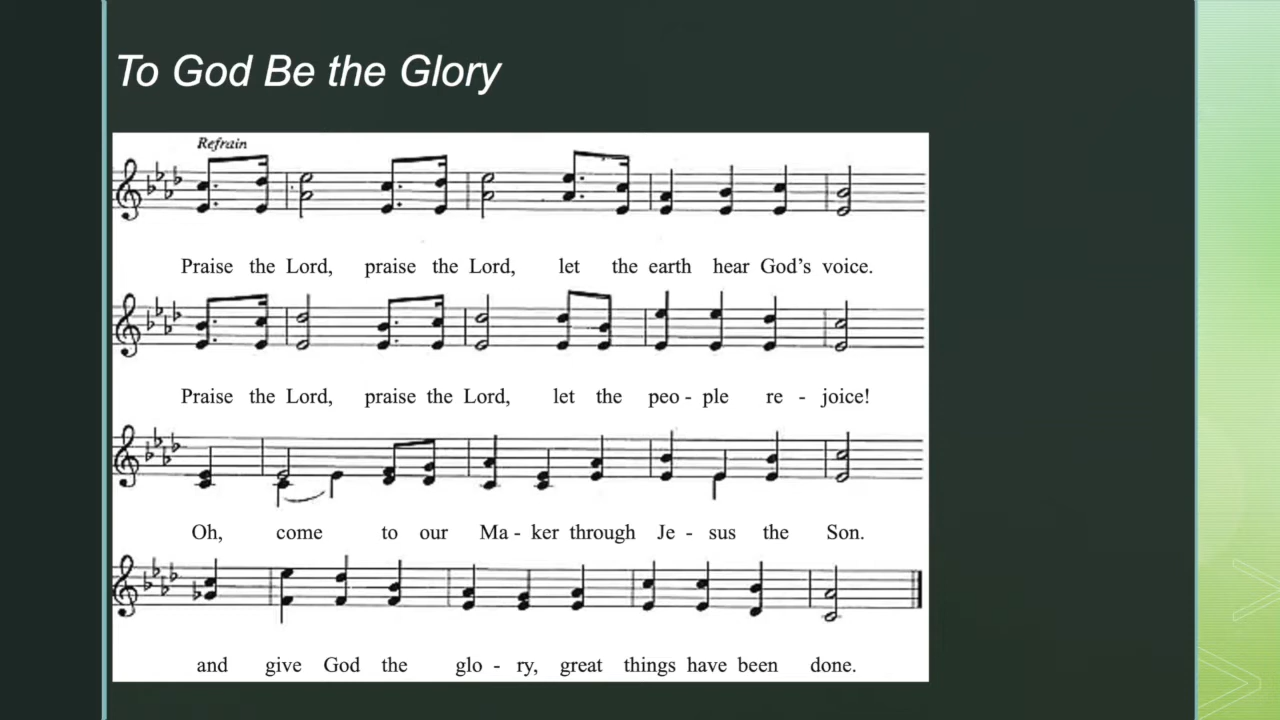 To God Be the Glory
Refrain
Praise the Lord, praise the Lord, let the earth hear God's voice.
Praise the Lord, praise the Lord, let the peo - ple re - joice!
Oh, come to our Ma - ker through Je - sus the Son.
and give God the glo - ry, great things have been done.